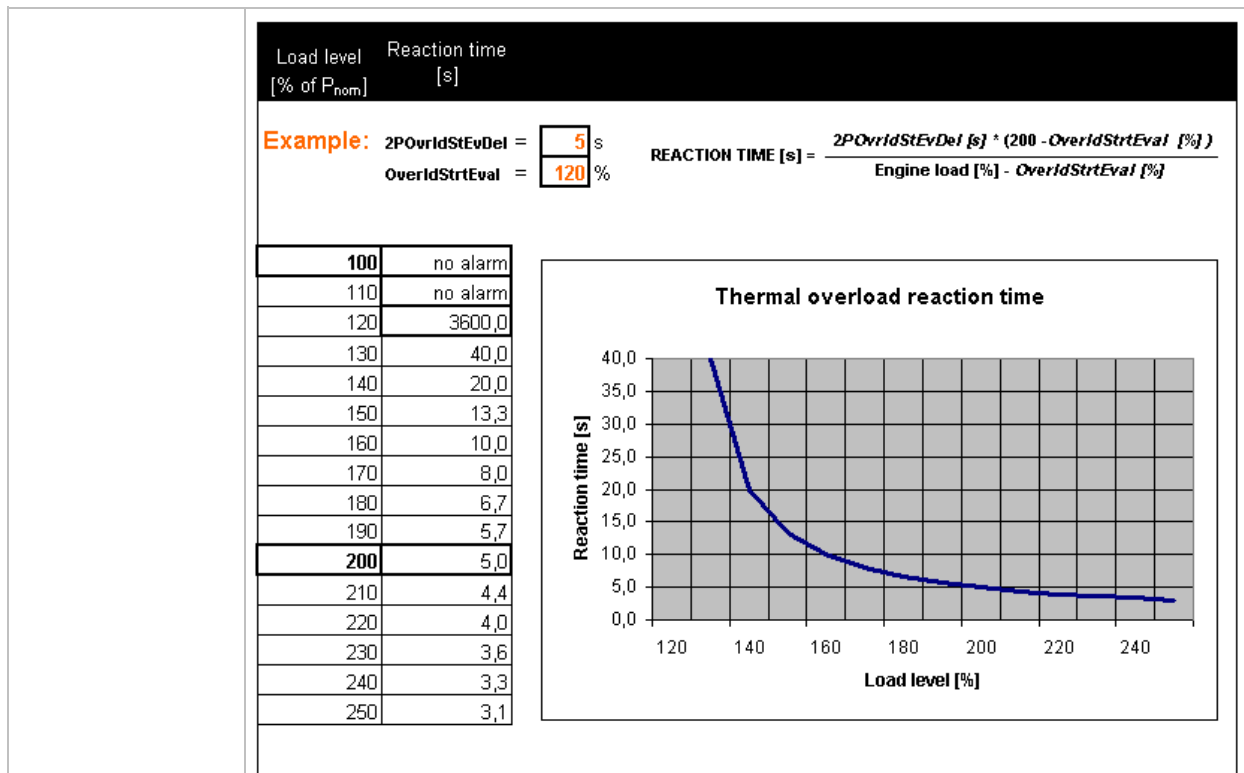 Load level Reaction time
[% of Pnom] [s]
Example: 2POvrldStEvDel = 5 s
OverldStrtEval = 120 %
REACTION TIME [s] = 2POvrldStEvDel [s] * (200 - OverldStrtEval [%] )
Engine load [%] - OverldStrtEval [%]
100 no alarm
110 no alarm
120 3600,0
130 40,0
140 20,0
150 13,3
160 10,0
170 8,0
180 6,7
190 5,7
200 5,0
210 4,4
220 4,0
230 3,6
240 3,3
250 3,1
Thermal overload reaction time
Reaction time [s]
40,0
35,0
30,0
25,0
20,0
15,0
10,0
5,0
0,0
120 140 160 180 200 220 240
Load level [%]